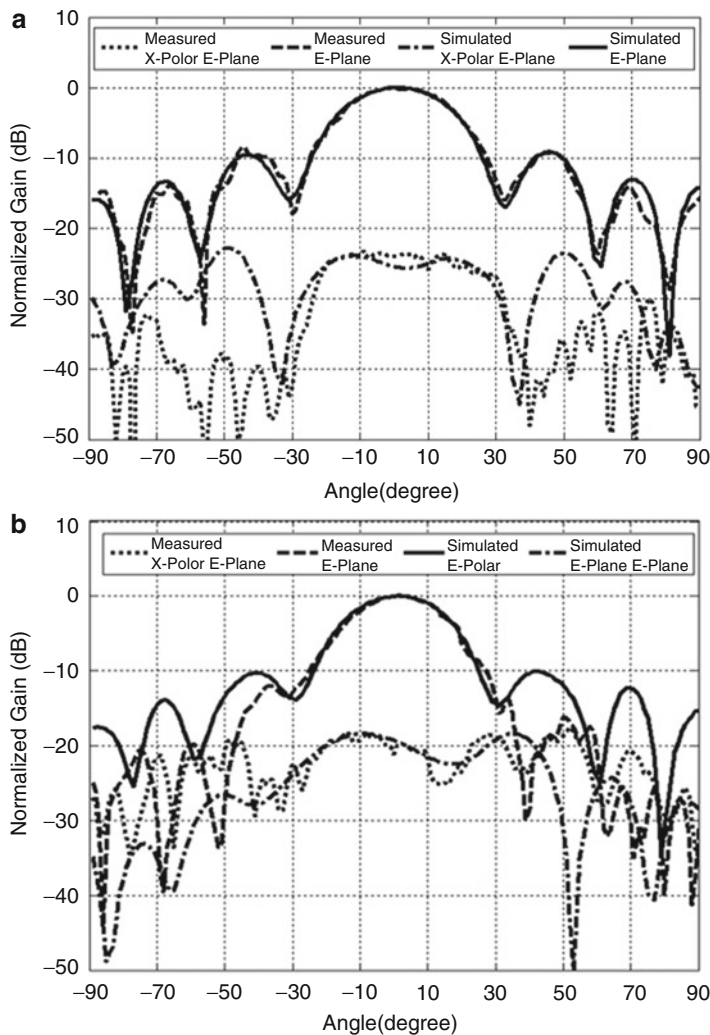 a
10
Measured X-Polor E-Plane
Measured E-Plane
Simulated X-Polar E-Plane
Simulated E-Plane
0
−10
−20
−30
−40
−50
Normalized Gain (dB)
−90 −70 −50 −30 −10 10 30 50 70 90
Angle(degree)
b
10
Measured X-Polor E-Plane
Measured E-Plane
Simulated E-Polar
Simulated E-Plane E-Plane
0
−10
−20
−30
−40
−50
Normalized Gain (dB)
−90 −70 −50 −30 −10 10 30 50 70 90
Angle(degree)